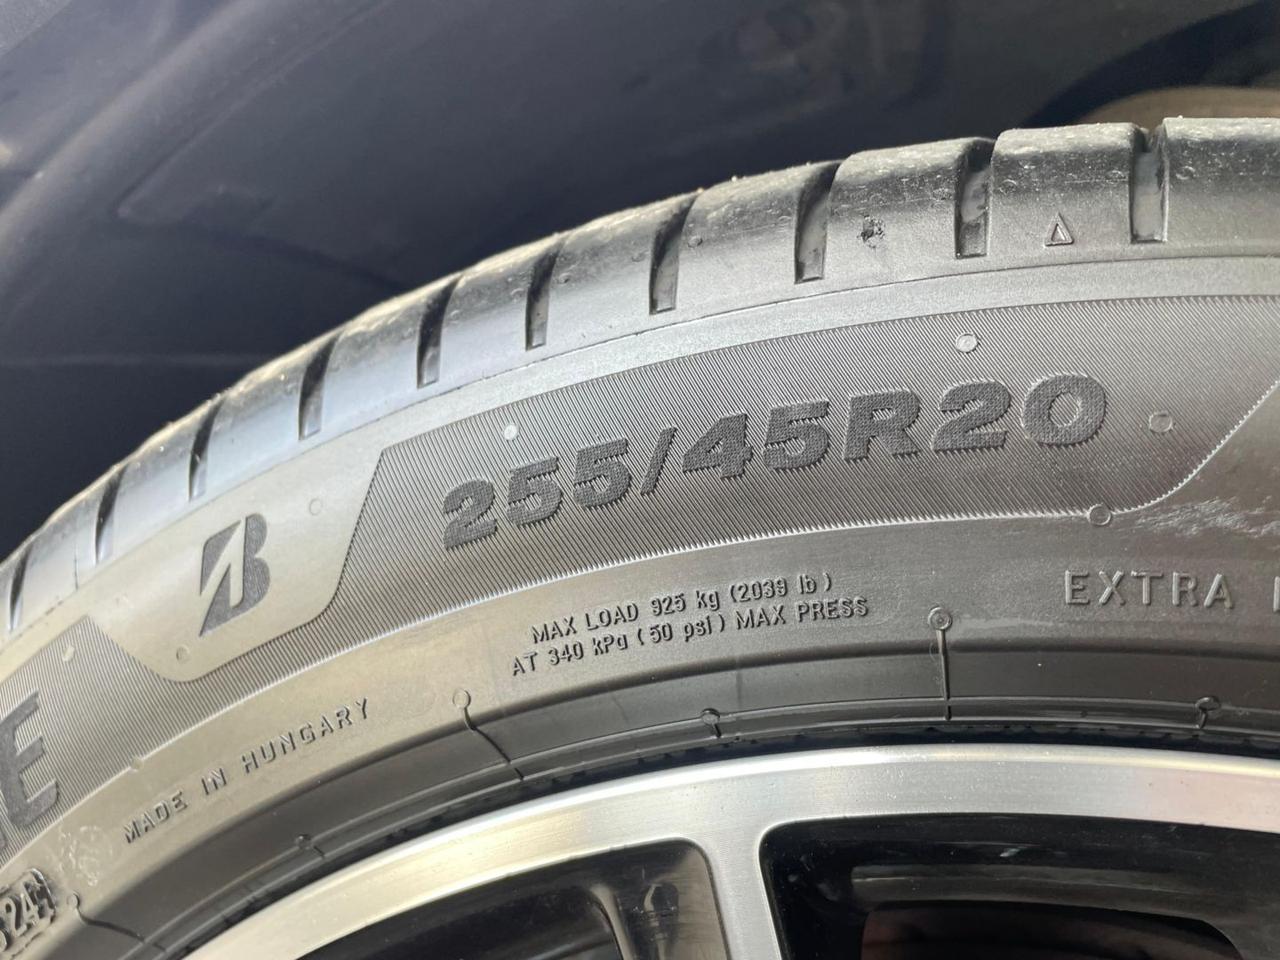 255/45R20
EXTRA
MAX LOAD 925 kg (2039 lb)
AT 340 kPa (50 psi) MAX PRESS
MADE IN HUNGARY